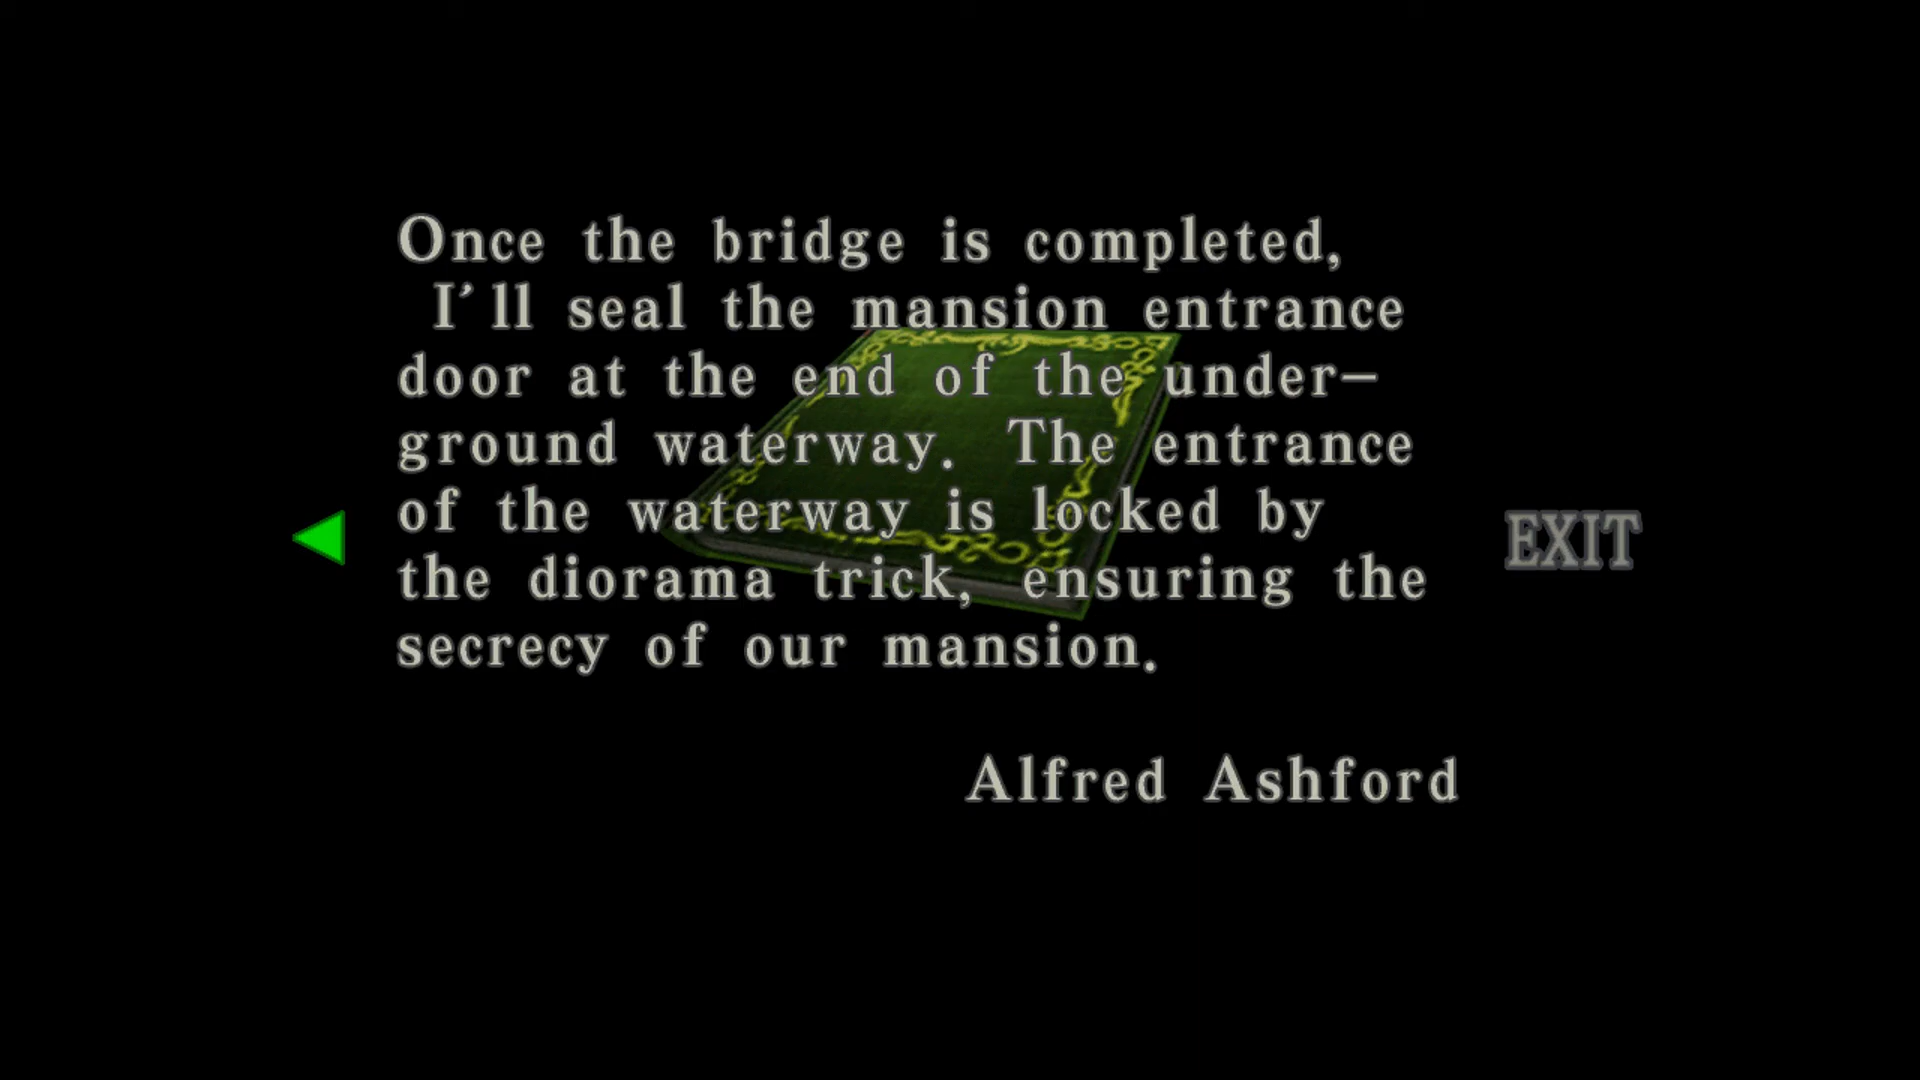 Once the bridge is completed,
I'll seal the mansion entrance
door at the end of the under-
ground waterway. The entrance
of the waterway is locked by
the diorama trick, ensuring the
secrecy of our mansion.
EXIT
Alfred Ashford